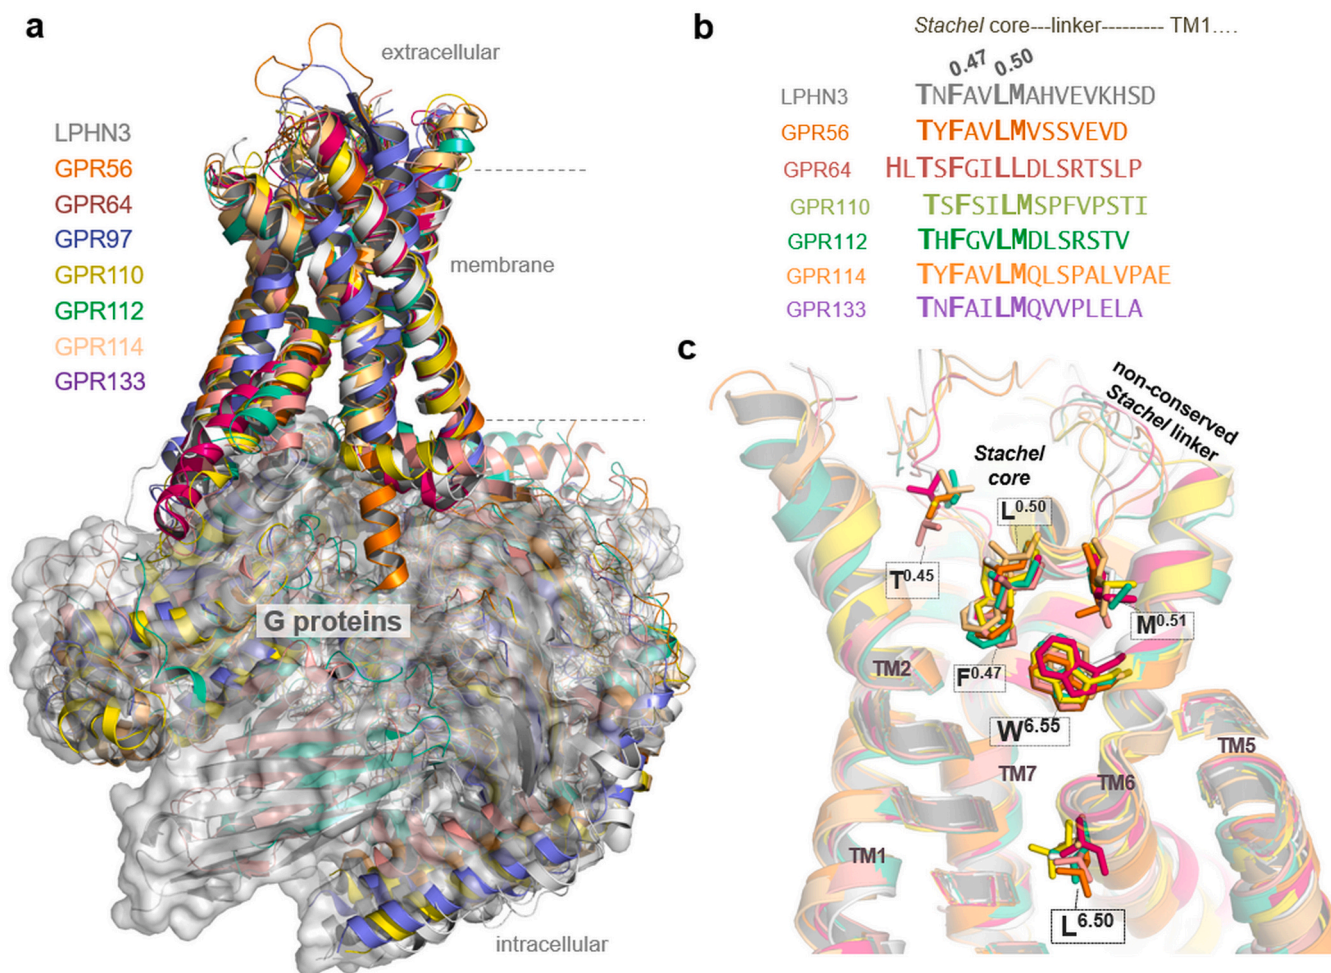 a
extracellular
LPHN3
GPR56
GPR64
GPR97
GPR110
GPR112
GPR114
GPR133
membrane
G proteins
intracellular
b
Stachel core---linker--------- TM1....
0.47 0.50
LPHN3 TNFAVLMAHVEVKHSD
GPR56 TYFAVLMVSSVEVD
GPR64 HLTSFGILLDLSRTSLP
GPR110 TSFSILMSPFVPSTI
GPR112 THFGVLMDLSRSTV
GPR114 TYFAVLMQLSPALVPAE
GPR133 TNFAILMQVVPLELA
c
non-conserved
Stachel linker
Stachel
core
L0.50
T0.45
M0.51
TM2
F0.47
W6.55
TM5
TM7
TM6
TM1
L6.50